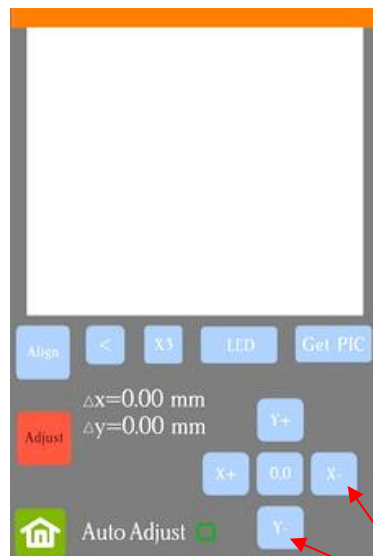 Align < X3 LED Get PIC
△x=0.00 mm
△y=0.00 mm
Adjust
Y+
X+ 0.0 X-
Auto Adjust
Y-